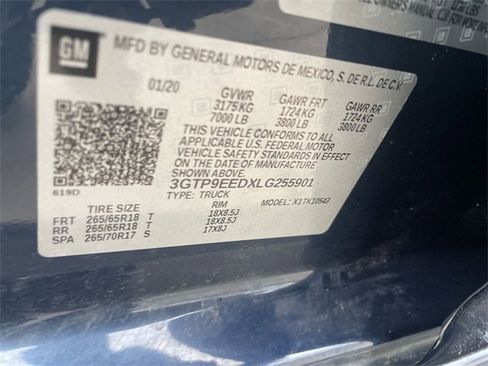 GM
MFD BY GENERAL MOTORS DE MEXICO, S. DE R.L. DE C.V.
01/20 GVWR GAWR FRT GAWR RR
3175 KG 1724 KG 1724 KG
7000 LB 3800 LB 3800 LB
THIS VEHICLE CONFORMS TO ALL
APPLICABLE U.S. FEDERAL MOTOR
VEHICLE SAFETY STANDARDS IN
EFFECT ON THE DATE OF MANUFACTURE
SHOWN ABOVE.
3GTP9EEDXLG255901
619D
TYPE: TRUCK
MODEL: X1TK10543
TIRE SIZE RIM
FRT 265/65R18 T 18X8.5J
RR 265/65R18 T 18X8.5J
SPA 265/70R17 S 17X8J